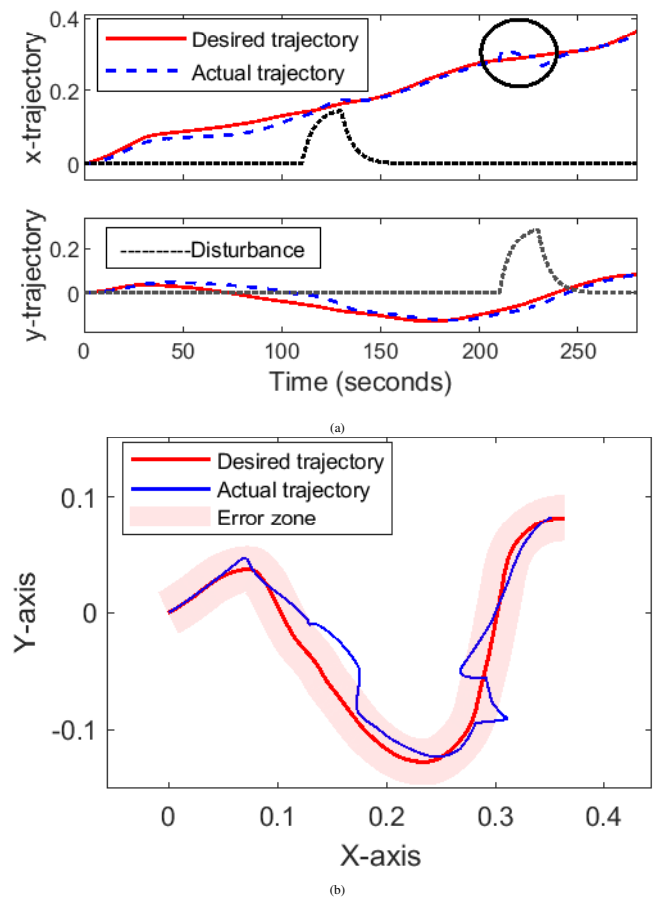 0.4
0.2
0
x-trajectory
Desired trajectory
Actual trajectory
0.2
0
y-trajectory
Disturbance
0 50 100 150 200 250
Time (seconds)
(a)
0.1
0
-0.1
Y-axis
Desired trajectory
Actual trajectory
Error zone
0 0.1 0.2 0.3 0.4
X-axis
(b)